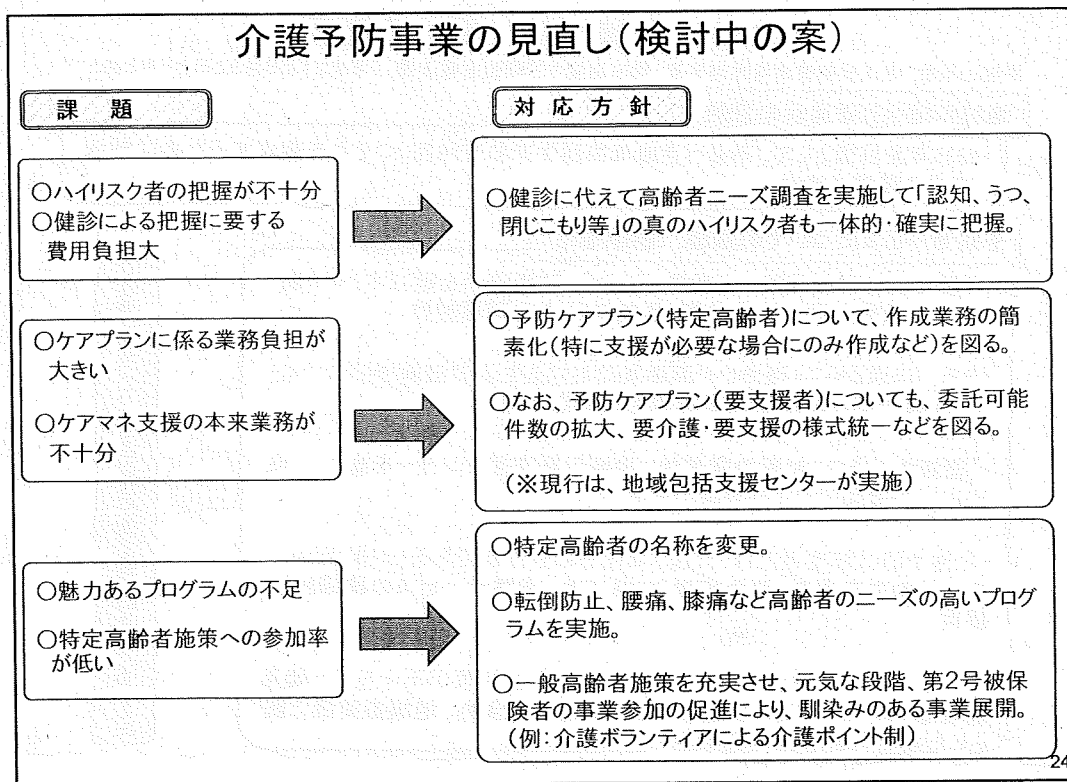 介護予防事業の見直し(検討中の案)
課 題
対 応 方 針
○ハイリスク者の把握が不十分
○健診による把握に要する
費用負担大
○健診に代えて高齢者ニーズ調査を実施して「認知、うつ、
閉じこもり等」の真のハイリスク者も一体的・確実に把握。
○ケアプランに係る業務負担が
大きい
○ケアマネ支援の本来業務が
不十分
○予防ケアプラン(特定高齢者)について、作成業務の簡
素化(特に支援が必要な場合にのみ作成など)を図る。
○なお、予防ケアプラン(要支援者)についても、委託可能
件数の拡大、要介護・要支援の様式統一などを図る。
(※現行は、地域包括支援センターが実施)
○魅力あるプログラムの不足
○特定高齢者施策への参加率
が低い
○特定高齢者の名称を変更。
○転倒防止、腰痛、膝痛など高齢者のニーズの高いプログ
ラムを実施。
○一般高齢者施策を充実させ、元気な段階、第2号被保
険者の事業参加の促進により、馴染みのある事業展開。
(例:介護ボランティアによる介護ポイント制)
24